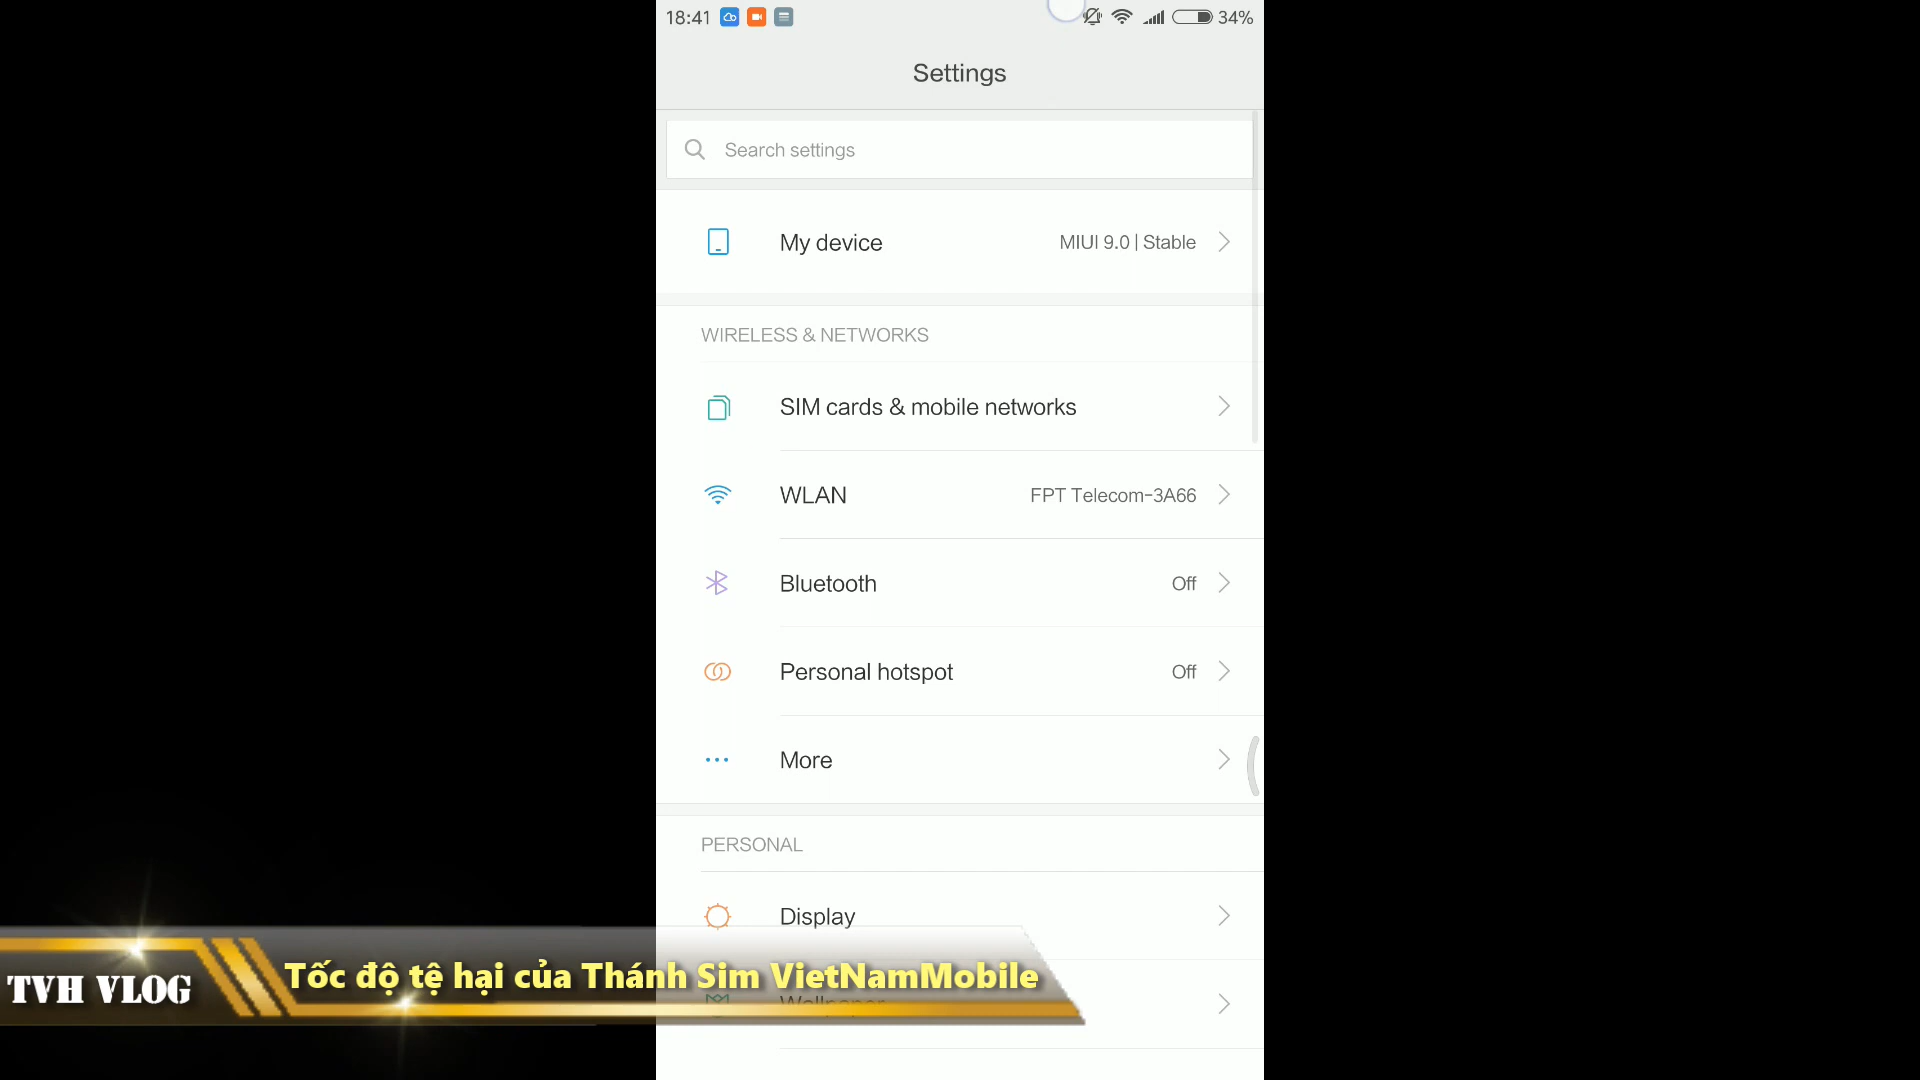 18:41
34%
Settings
Search settings
My device
MIUI 9.0 | Stable
WIRELESS & NETWORKS
SIM cards & mobile networks
WLAN
FPT Telecom-3A66
Bluetooth
Off
Personal hotspot
Off
More
PERSONAL
Display
Wallpaper
TVH VLOG
Tốc độ tệ hại của Thánh Sim VietNamMobile